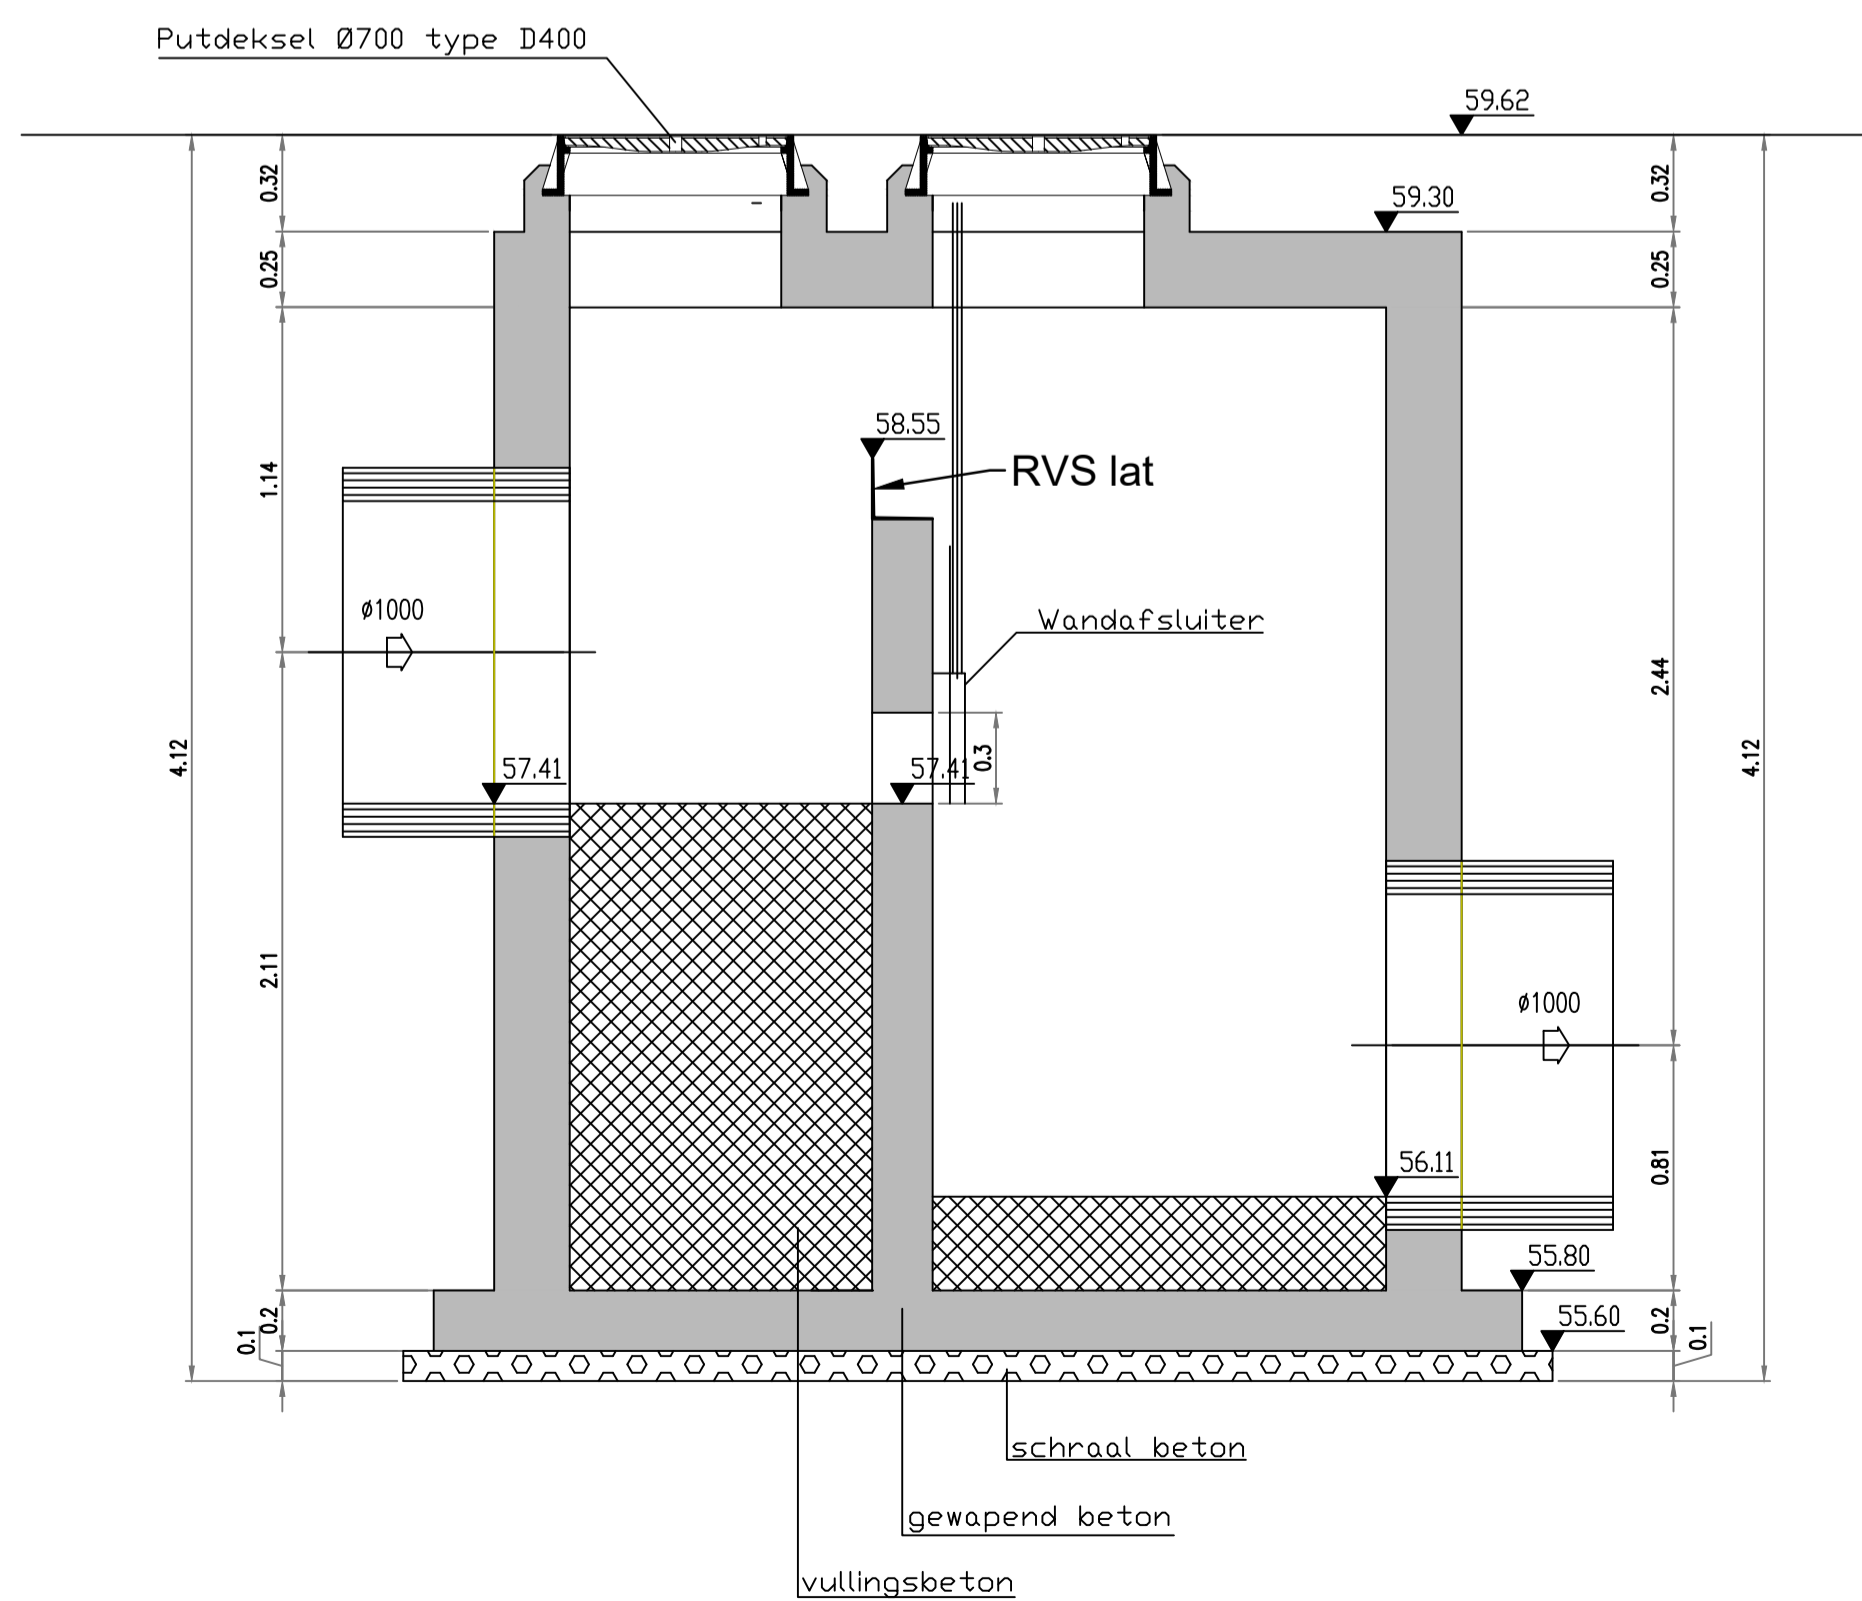 Putdeksel Ø700 type D400
59.62
0.32
0.32
59.30
0.25
0.25
58.55
RVS lat
1.14
ø1000
Wandafsluiter
2.44
4.12
4.12
0.3
57.41
57.41
2.11
ø1000
56.11
0.81
55.80
0.2
0.2
55.60
0.1
0.1
schraal beton
gewapend beton
vullingsbeton